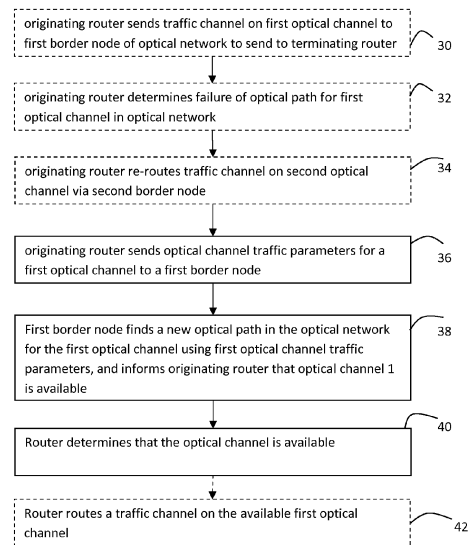 originating router sends traffic channel on first optical channel to
first border node of optical network to send to terminating router
30
originating router determines failure of optical path for first
optical channel in optical network
32
originating router re-routes traffic channel on second optical
channel via second border node
34
originating router sends optical channel traffic parameters for a
first optical channel to a first border node
36
First border node finds a new optical path in the optical network
for the first optical channel using first optical channel traffic
parameters, and informs originating router that optical channel 1
is available
38
Router determines that the optical channel is available
40
Router routes a traffic channel on the available first optical
channel
42